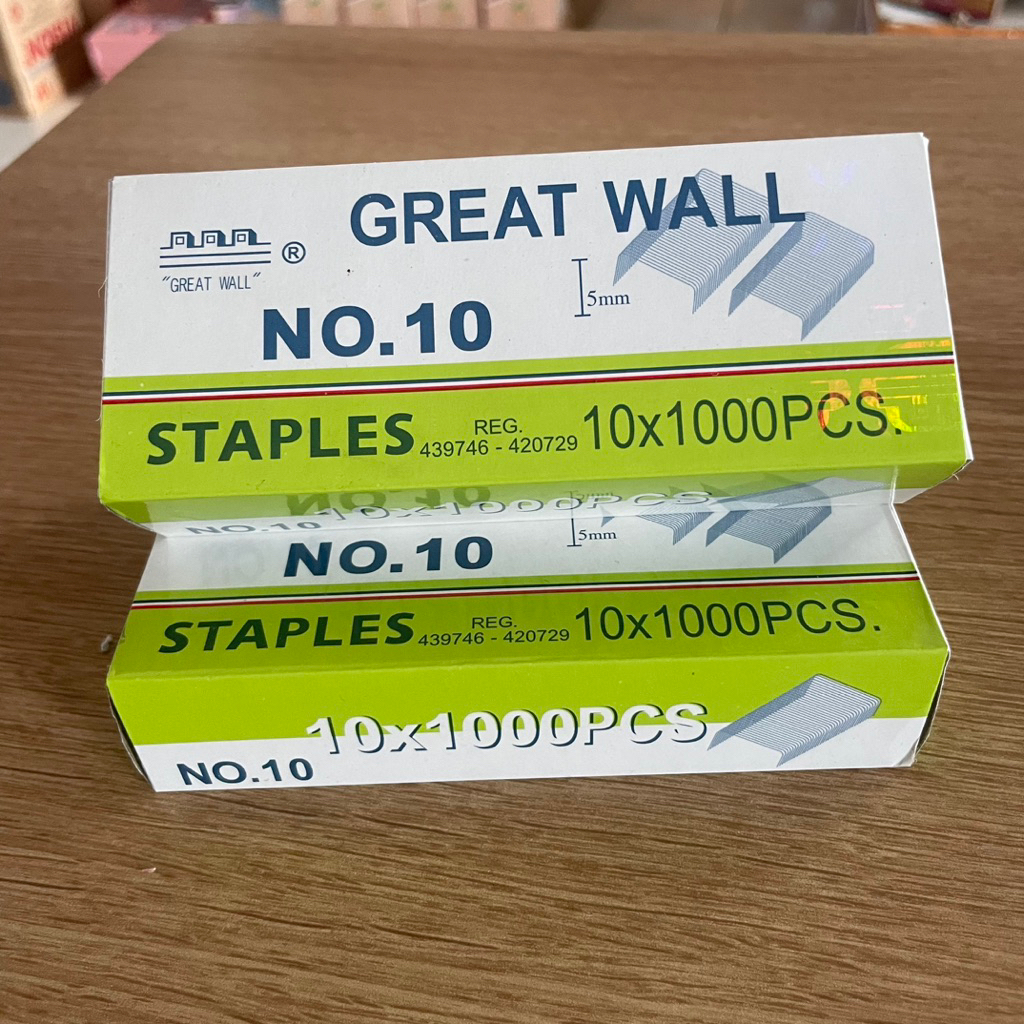 GREAT WALL
®
"GREAT WALL"
5mm
NO.10
STAPLES REG. 439746 - 420729 10x1000PCS.
NO.10 10x1000PCS
NO.10 5mm
STAPLES REG. 439746 - 420729 10x1000PCS.
10x1000PCS
NO.10